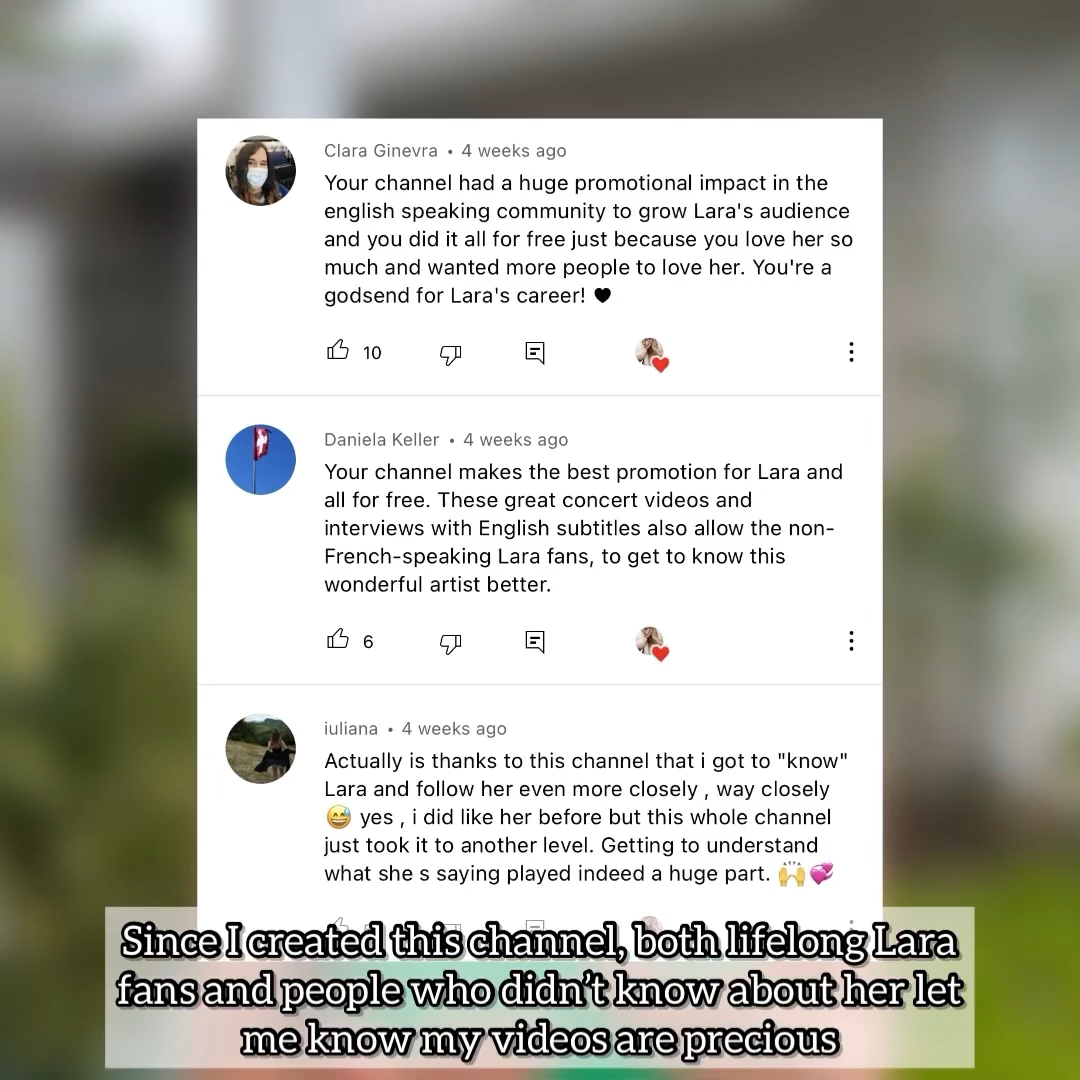 Clara Ginevra • 4 weeks ago
Your channel had a huge promotional impact in the
english speaking community to grow Lara's audience
and you did it all for free just because you love her so
much and wanted more people to love her. You're a
godsend for Lara's career! 🖤
10
Daniela Keller • 4 weeks ago
Your channel makes the best promotion for Lara and
all for free. These great concert videos and
interviews with English subtitles also allow the non-
French-speaking Lara fans, to get to know this
wonderful artist better.
6
iuliana • 4 weeks ago
Actually is thanks to this channel that i got to "know"
Lara and follow her even more closely , way closely
😅 yes , i did like her before but this whole channel
just took it to another level. Getting to understand
what she s saying played indeed a huge part. 🙌💞
Since I created this channel, both lifelong Lara
fans and people who didn't know about her let
me know my videos are precious